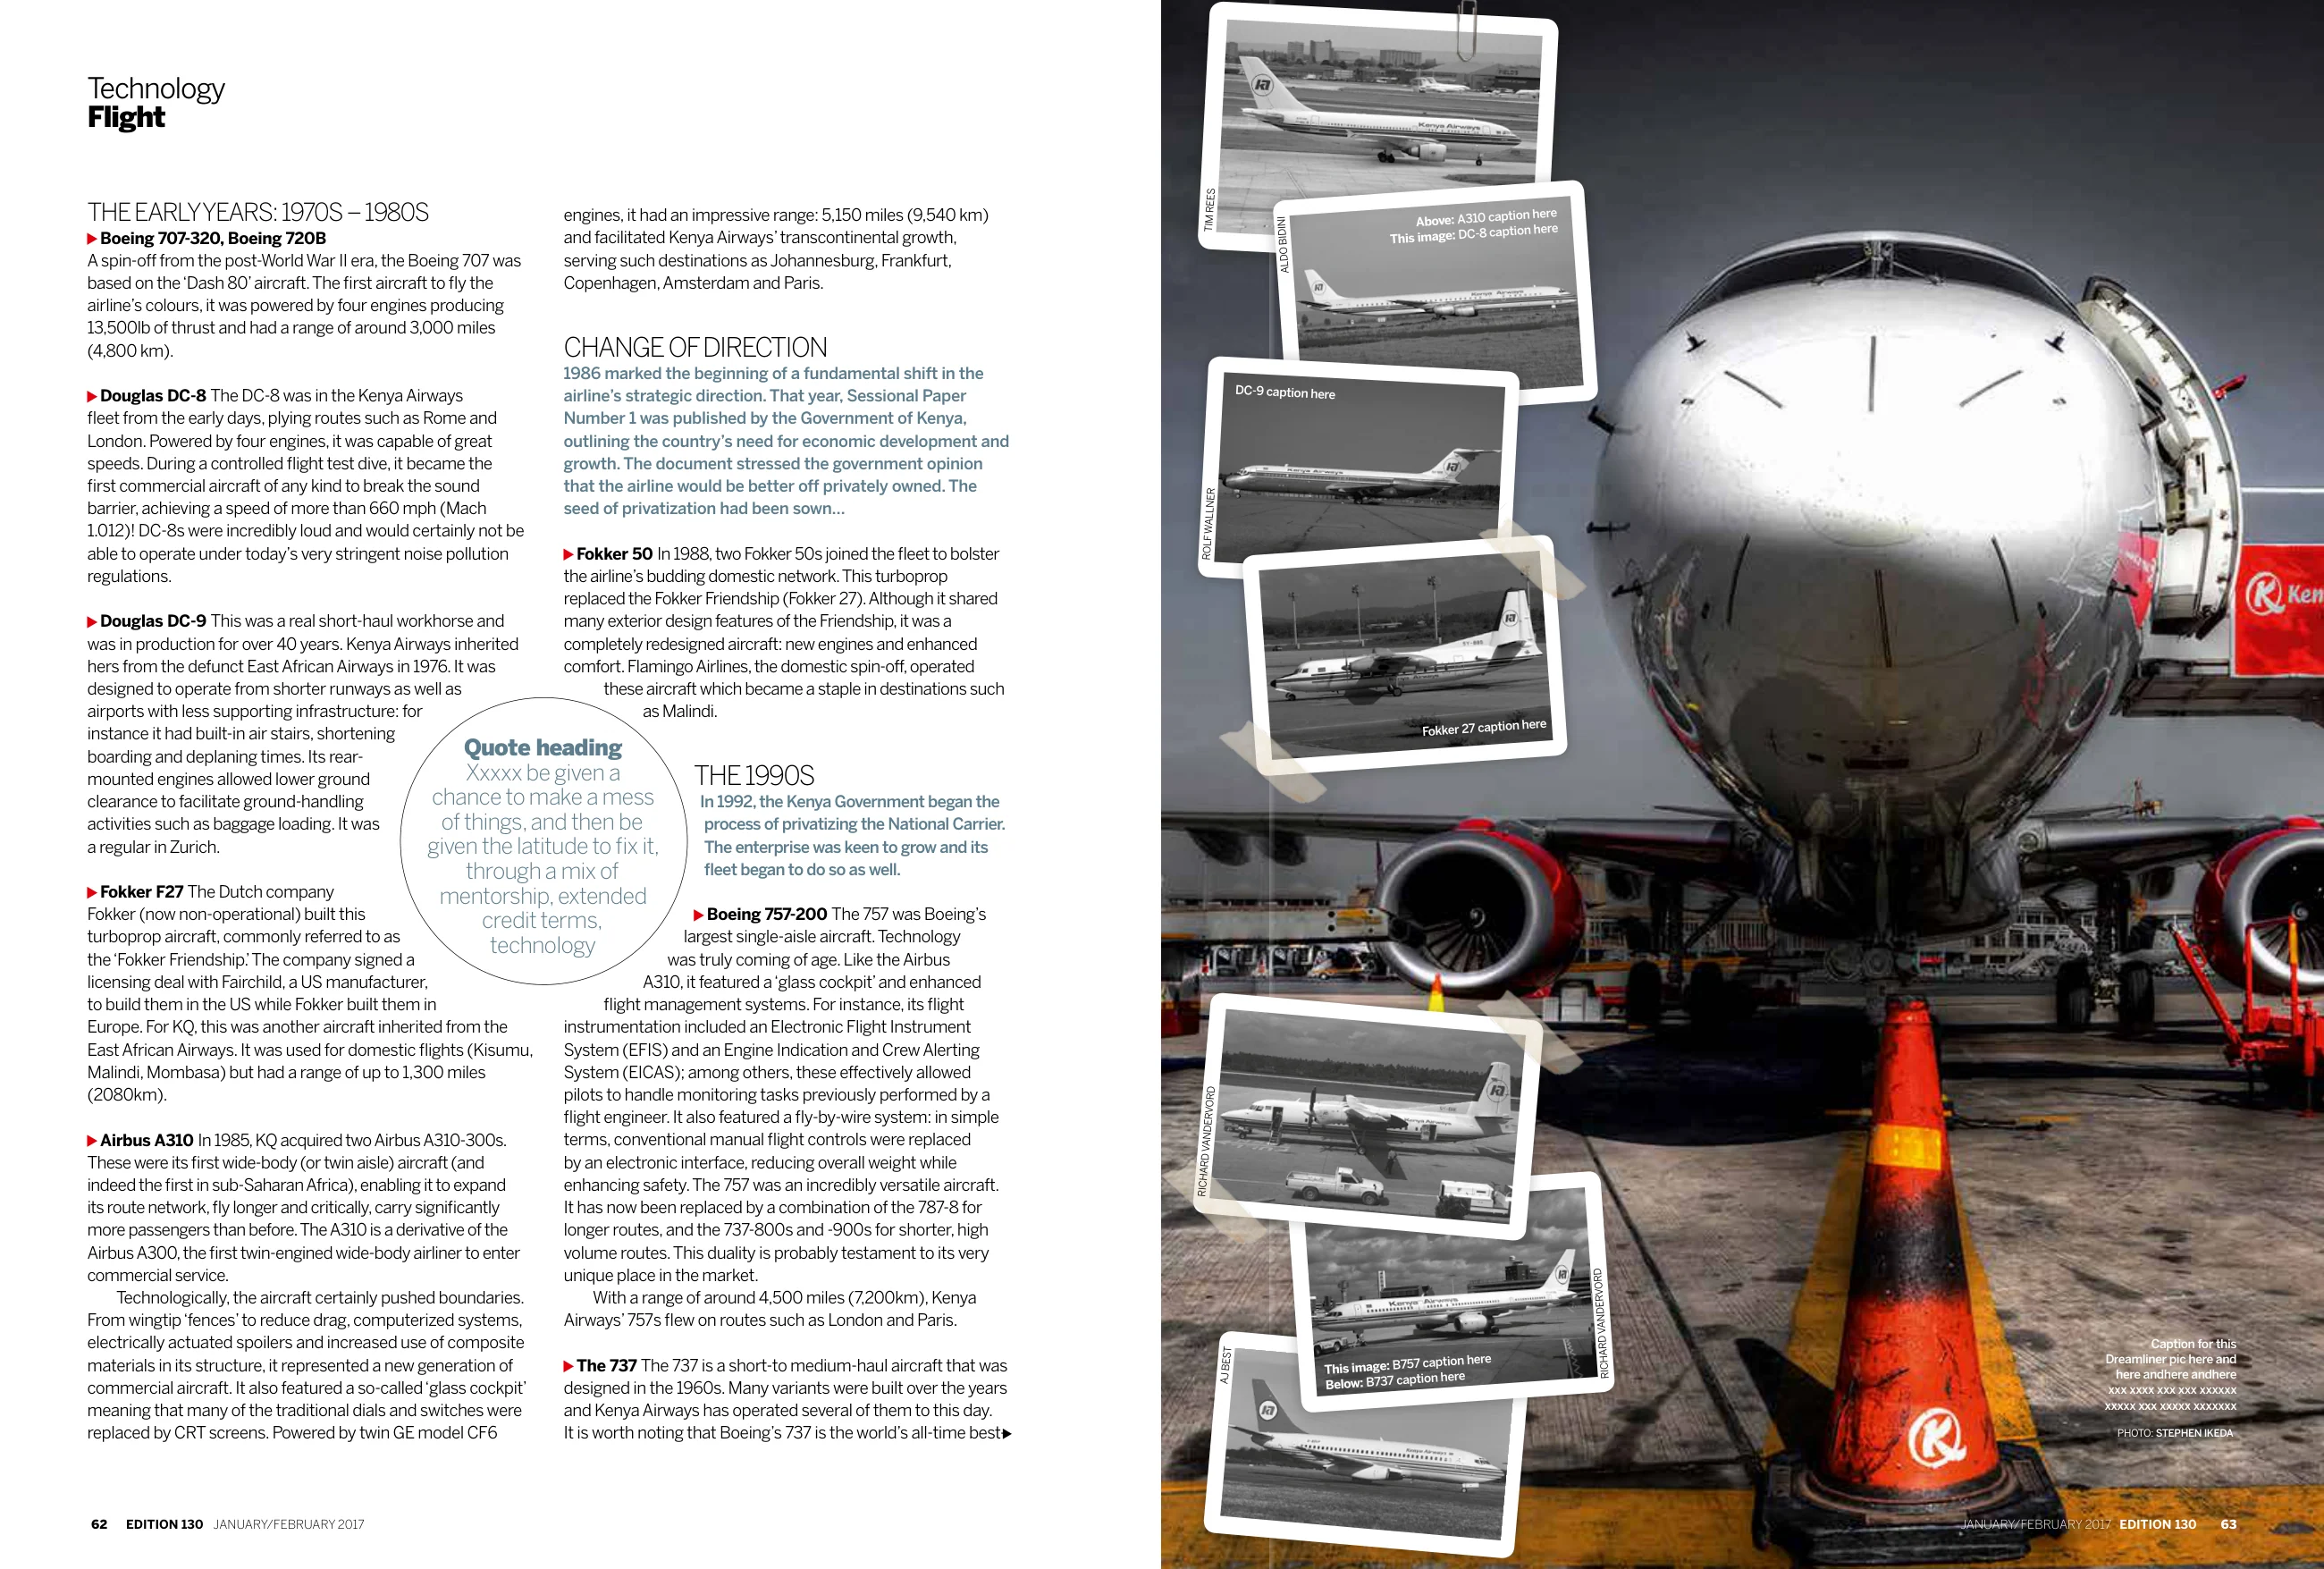 Technology
Flight
THE EARLY YEARS: 1970S – 1980S
Boeing 707-320, Boeing 720B
A spin-off from the post-World War II era, the Boeing 707 was
based on the ‘Dash 80’ aircraft. The first aircraft to fly the
airline’s colours, it was powered by four engines producing
13,500lb of thrust and had a range of around 3,000 miles
(4,800 km).
Douglas DC-8 The DC-8 was in the Kenya Airways
fleet from the early days, plying routes such as Rome and
London. Powered by four engines, it was capable of great
speeds. During a controlled flight test dive, it became the
first commercial aircraft of any kind to break the sound
barrier, achieving a speed of more than 660 mph (Mach
1.012)! DC-8s were incredibly loud and would certainly not be
able to operate under today’s very stringent noise pollution
regulations.
Douglas DC-9 This was a real short-haul workhorse and
was in production for over 40 years. Kenya Airways inherited
hers from the defunct East African Airways in 1976. It was
designed to operate from shorter runways as well as
airports with less supporting infrastructure: for
instance it had built-in air stairs, shortening
boarding and deplaning times. Its rear-
mounted engines allowed lower ground
clearance to facilitate ground-handling
activities such as baggage loading. It was
a regular in Zurich.
Fokker F27 The Dutch company
Fokker (now non-operational) built this
turboprop aircraft, commonly referred to as
the ‘Fokker Friendship.’ The company signed a
licensing deal with Fairchild, a US manufacturer,
to build them in the US while Fokker built them in
Europe. For KQ, this was another aircraft inherited from the
East African Airways. It was used for domestic flights (Kisumu,
Malindi, Mombasa) but had a range of up to 1,300 miles
(2080km).
Airbus A310 In 1985, KQ acquired two Airbus A310-300s.
These were its first wide-body (or twin aisle) aircraft (and
indeed the first in sub-Saharan Africa), enabling it to expand
its route network, fly longer and critically, carry significantly
more passengers than before. The A310 is a derivative of the
Airbus A300, the first twin-engined wide-body airliner to enter
commercial service.
Technologically, the aircraft certainly pushed boundaries.
From wingtip ‘fences’ to reduce drag, computerized systems,
electrically actuated spoilers and increased use of composite
materials in its structure, it represented a new generation of
commercial aircraft. It also featured a so-called ‘glass cockpit’
meaning that many of the traditional dials and switches were
replaced by CRT screens. Powered by twin GE model CF6
engines, it had an impressive range: 5,150 miles (9,540 km)
and facilitated Kenya Airways’ transcontinental growth,
serving such destinations as Johannesburg, Frankfurt,
Copenhagen, Amsterdam and Paris.
CHANGE OF DIRECTION
1986 marked the beginning of a fundamental shift in the
airline’s strategic direction. That year, Sessional Paper
Number 1 was published by the Government of Kenya,
outlining the country’s need for economic development and
growth. The document stressed the government opinion
that the airline would be better off privately owned. The
seed of privatization had been sown...
Fokker 50 In 1988, two Fokker 50s joined the fleet to bolster
the airline’s budding domestic network. This turboprop
replaced the Fokker Friendship (Fokker 27). Although it shared
many exterior design features of the Friendship, it was a
completely redesigned aircraft: new engines and enhanced
comfort. Flamingo Airlines, the domestic spin-off, operated
these aircraft which became a staple in destinations such
as Malindi.
Quote heading
Xxxxx be given a
chance to make a mess
of things, and then be
given the latitude to fix it,
through a mix of
mentorship, extended
credit terms,
technology
THE 1990S
In 1992, the Kenya Government began the
process of privatizing the National Carrier.
The enterprise was keen to grow and its
fleet began to do so as well.
Boeing 757-200 The 757 was Boeing’s
largest single-aisle aircraft. Technology
was truly coming of age. Like the Airbus
A310, it featured a ‘glass cockpit’ and enhanced
flight management systems. For instance, its flight
instrumentation included an Electronic Flight Instrument
System (EFIS) and an Engine Indication and Crew Alerting
System (EICAS); among others, these effectively allowed
pilots to handle monitoring tasks previously performed by a
flight engineer. It also featured a fly-by-wire system: in simple
terms, conventional manual flight controls were replaced
by an electronic interface, reducing overall weight while
enhancing safety. The 757 was an incredibly versatile aircraft.
It has now been replaced by a combination of the 787-8 for
longer routes, and the 737-800s and -900s for shorter, high
volume routes. This duality is probably testament to its very
unique place in the market.
With a range of around 4,500 miles (7,200km), Kenya
Airways’ 757s flew on routes such as London and Paris.
The 737 The 737 is a short-to medium-haul aircraft that was
designed in the 1960s. Many variants were built over the years
and Kenya Airways has operated several of them to this day.
It is worth noting that Boeing’s 737 is the world’s all-time best-
62 EDITION 130 JANUARY/FEBRUARY 2017
Kenya Airways
TIM REES
Above: A310 caption here
This image: DC-8 caption here
ALDO BIDINI
Kenya Airways
DC-9 caption here
Kenya Airways
ROLF WALLNER
Fokker 27 caption here
Ken
RICHARD VANDERVORD
Kenya Airways
This image: B757 caption here
Below: B737 caption here
RICHARD VANDERVORD
AJ BEST
Kenya Airways
Caption for this
Dreamliner pic here and
here andhere andhere
xxx xxxx xxx xxx xxxxxx
xxxxx xxx xxxxx xxxxxxx
PHOTO: STEPHEN IKEDA
JANUARY/FEBRUARY 2017 EDITION 130 63